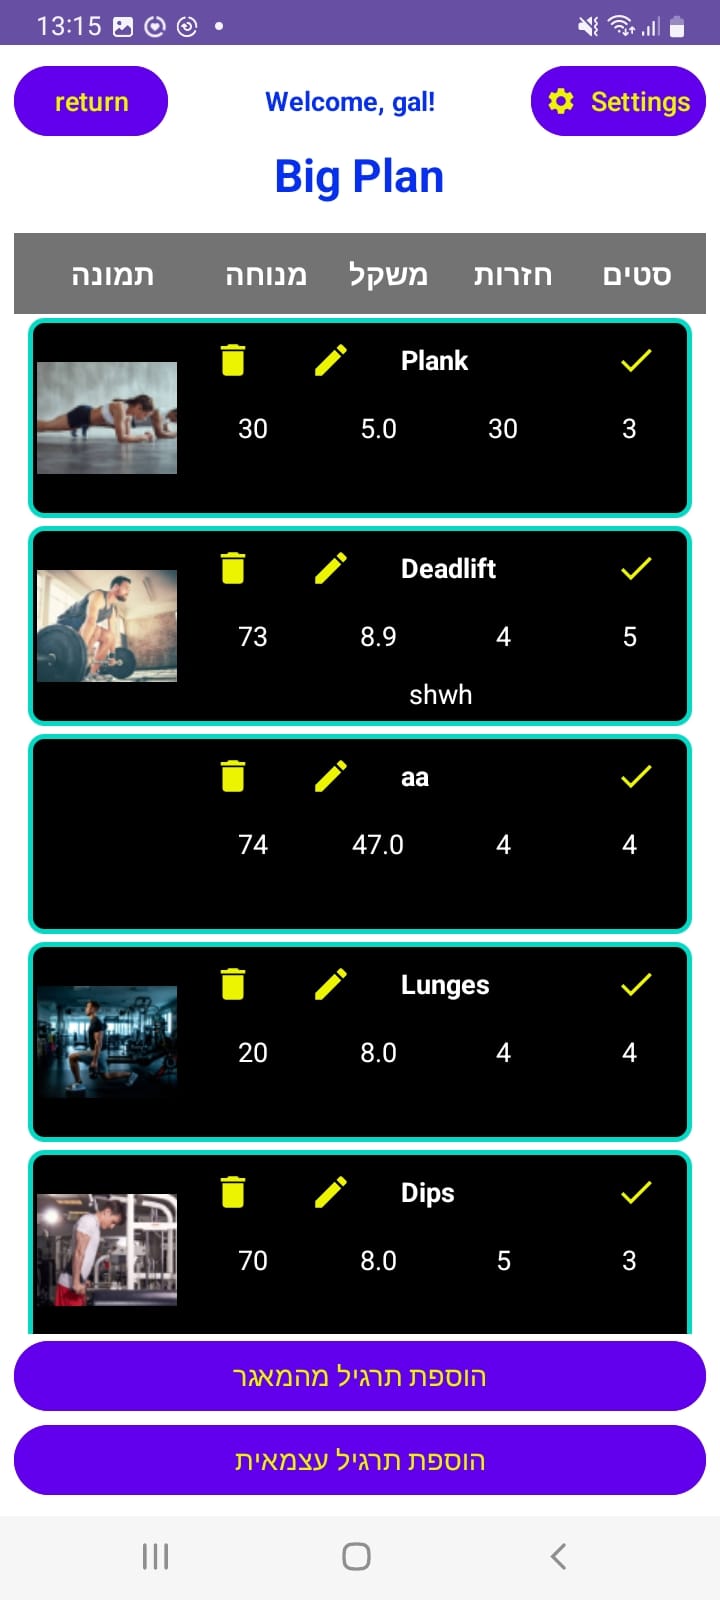 13:15
return Welcome, gal! Settings
Big Plan
סטים חזרות משקל מנוחה תמונה
Plank
30 5.0 30 3
Deadlift
73 8.9 4 5
shwh
aa
74 47.0 4 4
Lunges
20 8.0 4 4
Dips
70 8.0 5 3
הוספת תרגיל מהמאגר
הוספת תרגיל עצמאית